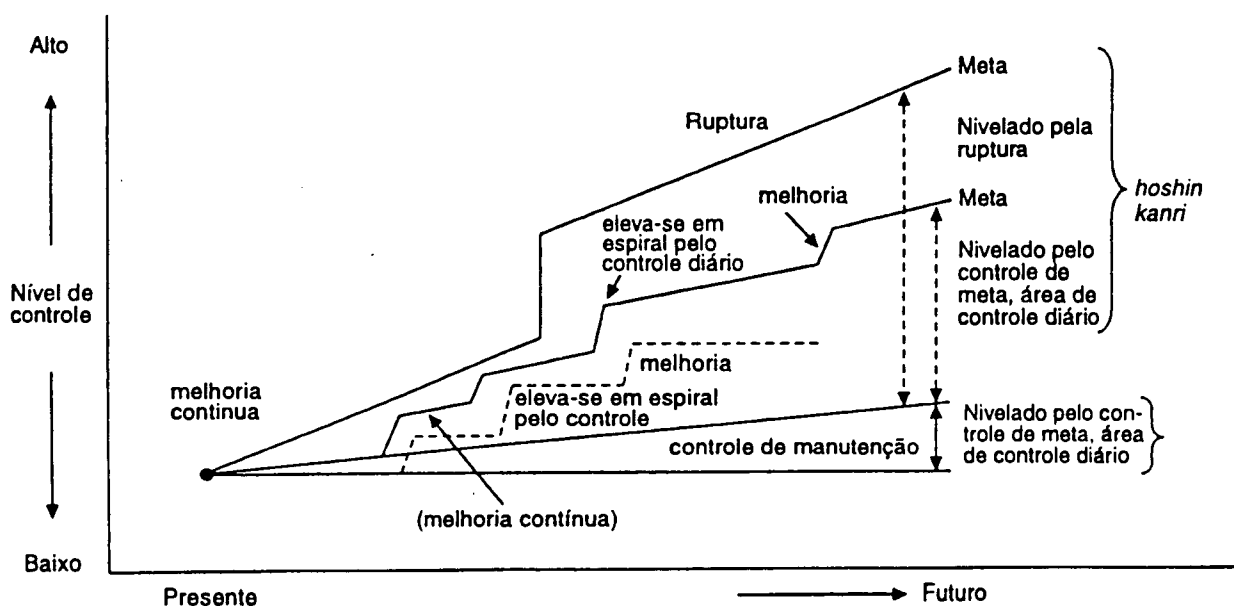 Alto
Nível de
controle
Baixo
Presente
Futuro
melhoria
continua
Ruptura
eleva-se em
espiral pelo
controle diário
melhoria
melhoria
eleva-se em espiral
pelo controle
controle de manutenção
(melhoria contínua)
Meta
Nivelado pela
ruptura
Meta
Nivelado pelo
controle de
meta, área de
controle diário
hoshin
kanri
Nivelado pelo con-
trole de meta, área
de controle diário